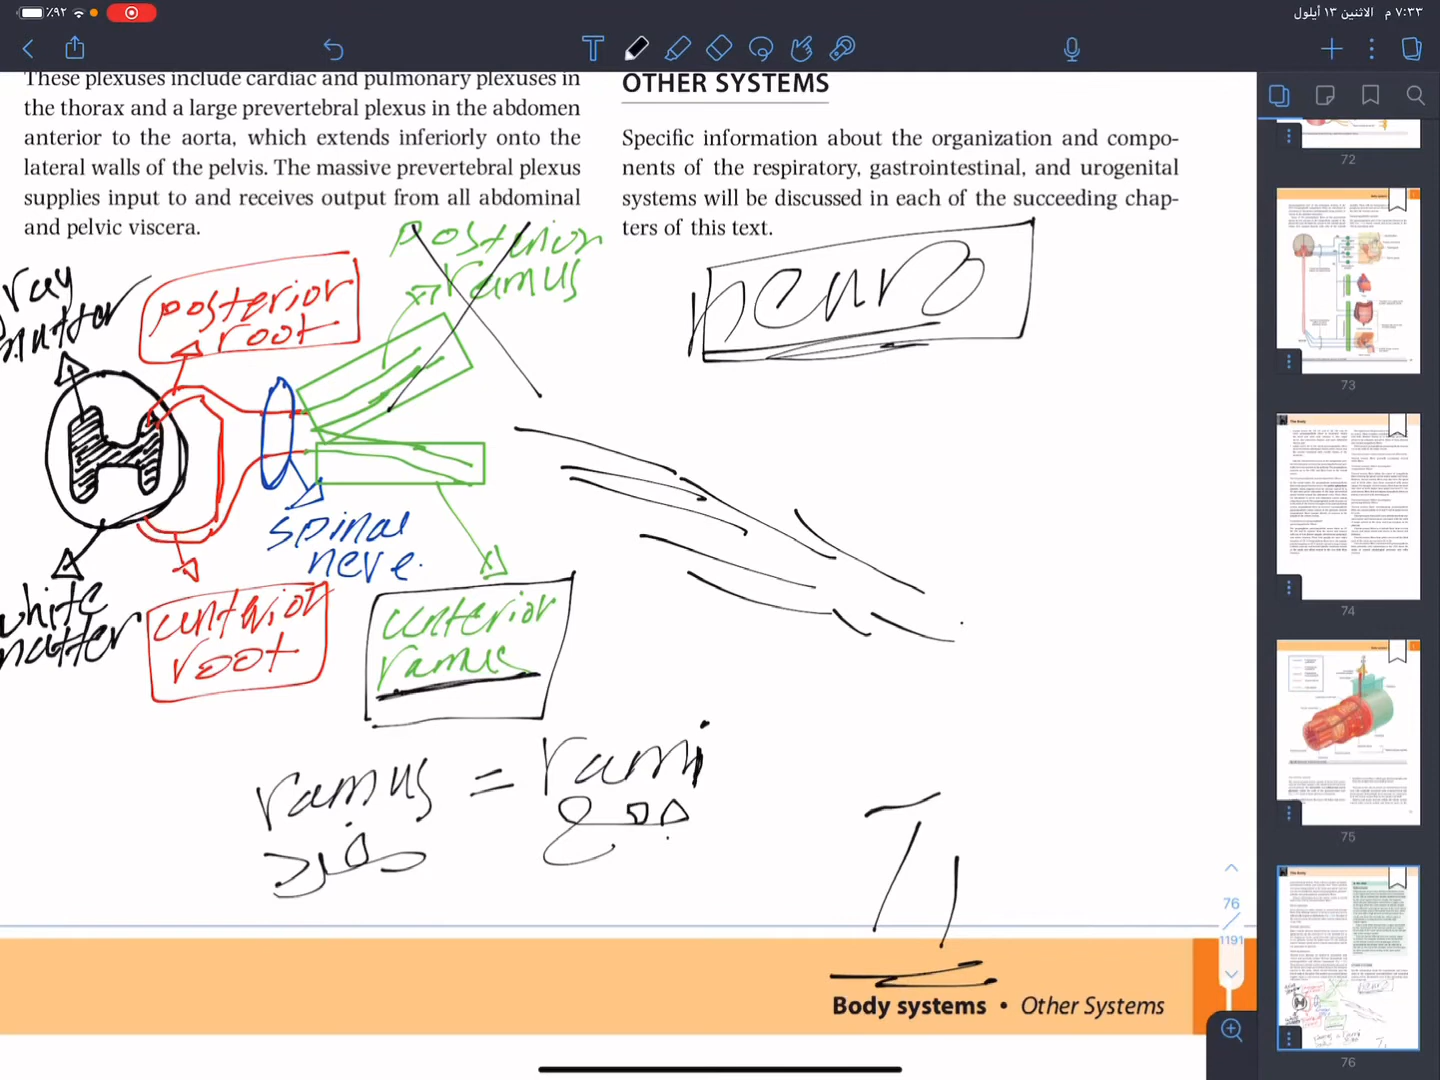 ٪٩٢
٧:٣٣ م الاثنين ١٣ أيلول
These plexuses include cardiac and pulmonary plexuses in
the thorax and a large prevertebral plexus in the abdomen
anterior to the aorta, which extends inferiorly onto the
lateral walls of the pelvis. The massive prevertebral plexus
supplies input to and receives output from all abdominal
and pelvic viscera.
OTHER SYSTEMS
Specific information about the organization and compo-
nents of the respiratory, gastrointestinal, and urogenital
systems will be discussed in each of the succeeding chap-
ters of this text.
posterior
ramus
ray
matter
posterior
root
spinal
neve.
white
matter
anterior
root
anterior
ramus
ramus = rami
T1
72
73
74
75
76
76
1191
Body systems • Other Systems